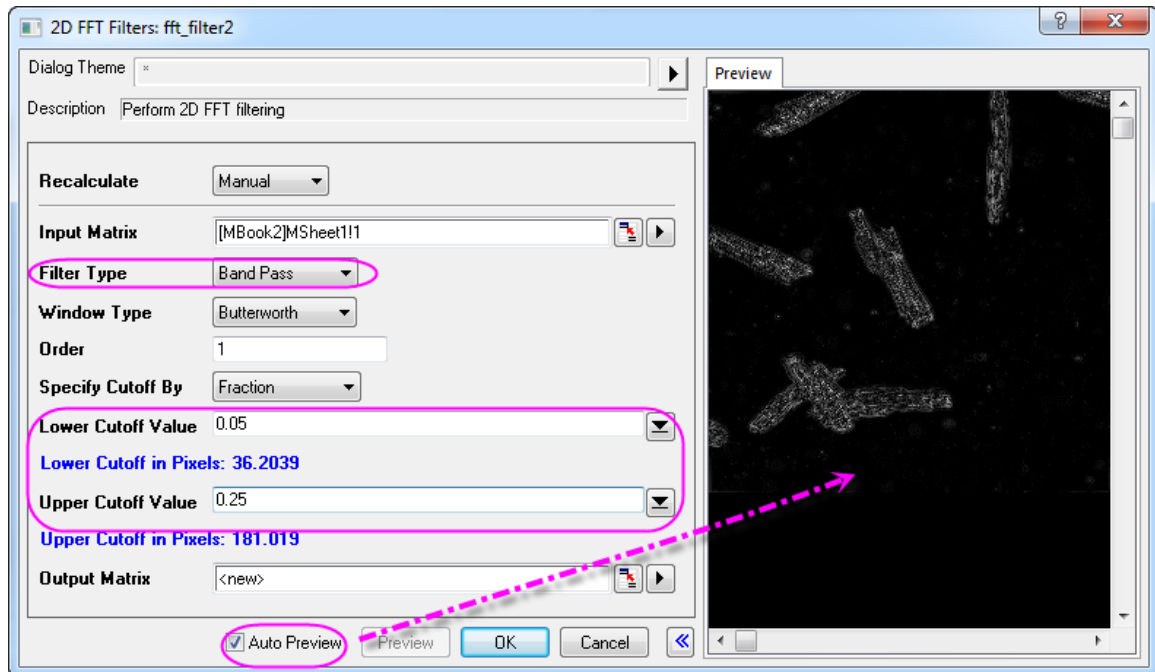 2D FFT Filters: fft_filter2
Dialog Theme *
Description Perform 2D FFT filtering
Recalculate Manual
Input Matrix [MBook2]MSheet1!1
Filter Type Band Pass
Window Type Butterworth
Order 1
Specify Cutoff By Fraction
Lower Cutoff Value 0.05
Lower Cutoff in Pixels: 36.2039
Upper Cutoff Value 0.25
Upper Cutoff in Pixels: 181.019
Output Matrix <new>
Auto Preview Preview OK Cancel
Preview